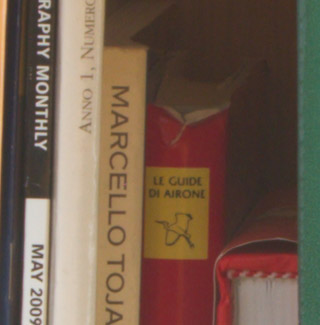 RAPHY MONTHLY
MAY 2009
ANNO 1, NUMERO
MARCELLO TOJA
LE GUIDE
DI AIRONE